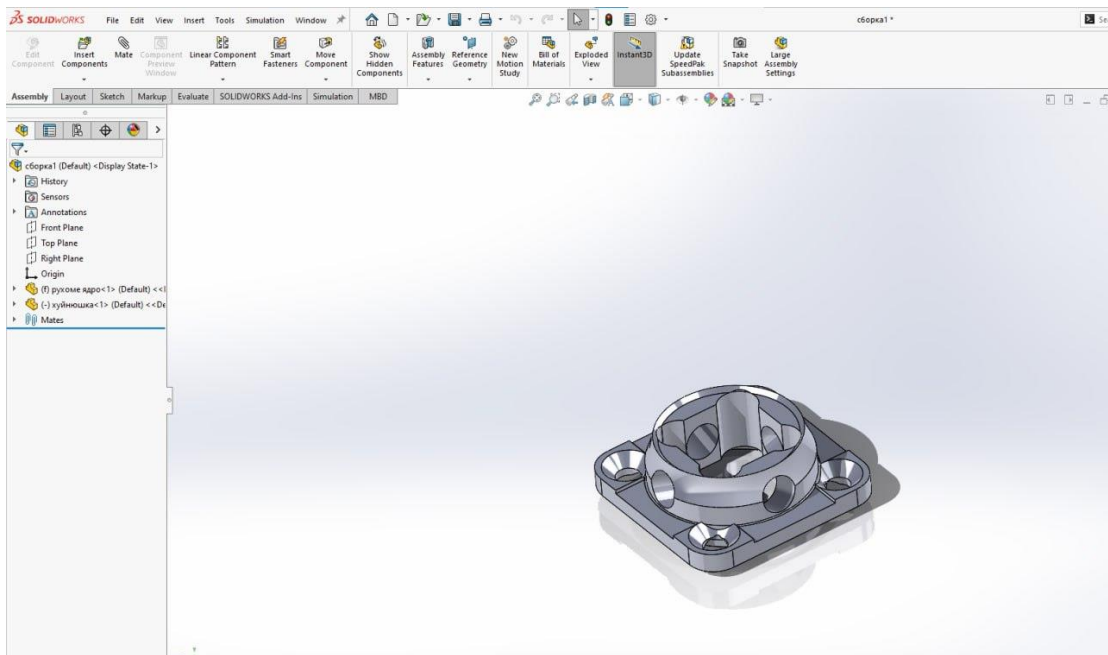 SOLIDWORKS File Edit View Insert Tools Simulation Window сборка1 * Se
Edit Component
Insert Components
Mate
Component Preview Window
Linear Component Pattern
Smart Fasteners
Move Component
Show Hidden Components
Assembly Features
Reference Geometry
New Motion Study
Bill of Materials
Exploded View
Instant3D
Update SpeedPak Subassemblies
Take Snapshot
Large Assembly Settings
Assembly Layout Sketch Markup Evaluate SOLIDWORKS Add-Ins Simulation MBD
сборка1 (Default) <Display State-1>
History
Sensors
Annotations
Front Plane
Top Plane
Right Plane
Origin
(f) рухоме ядро<1> (Default) <<
(-) хуйнюшка<1> (Default) <<De
Mates